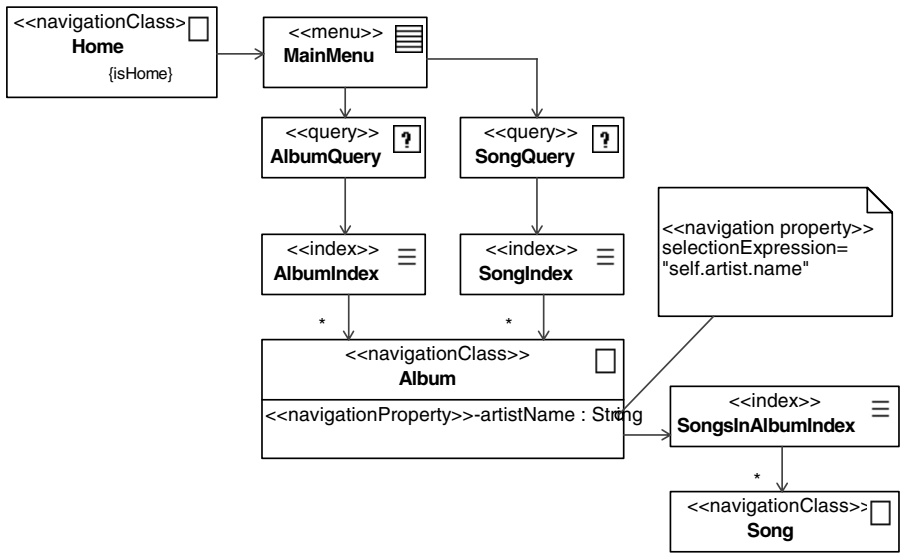 <<navigationClass>
Home
{isHome}
<<menu>>
MainMenu
<<query>>
AlbumQuery
?
<<query>>
SongQuery
?
<<index>>
AlbumIndex
<<index>>
SongIndex
<<navigation property>>
selectionExpression=
"self.artist.name"
*
*
<<navigationClass>>
Album
<<navigationProperty>>-artistName : String
<<index>>
SongsInAlbumIndex
*
<<navigationClass>>
Song